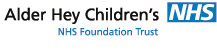 Alder Hey Children's NHS
NHS Foundation Trust